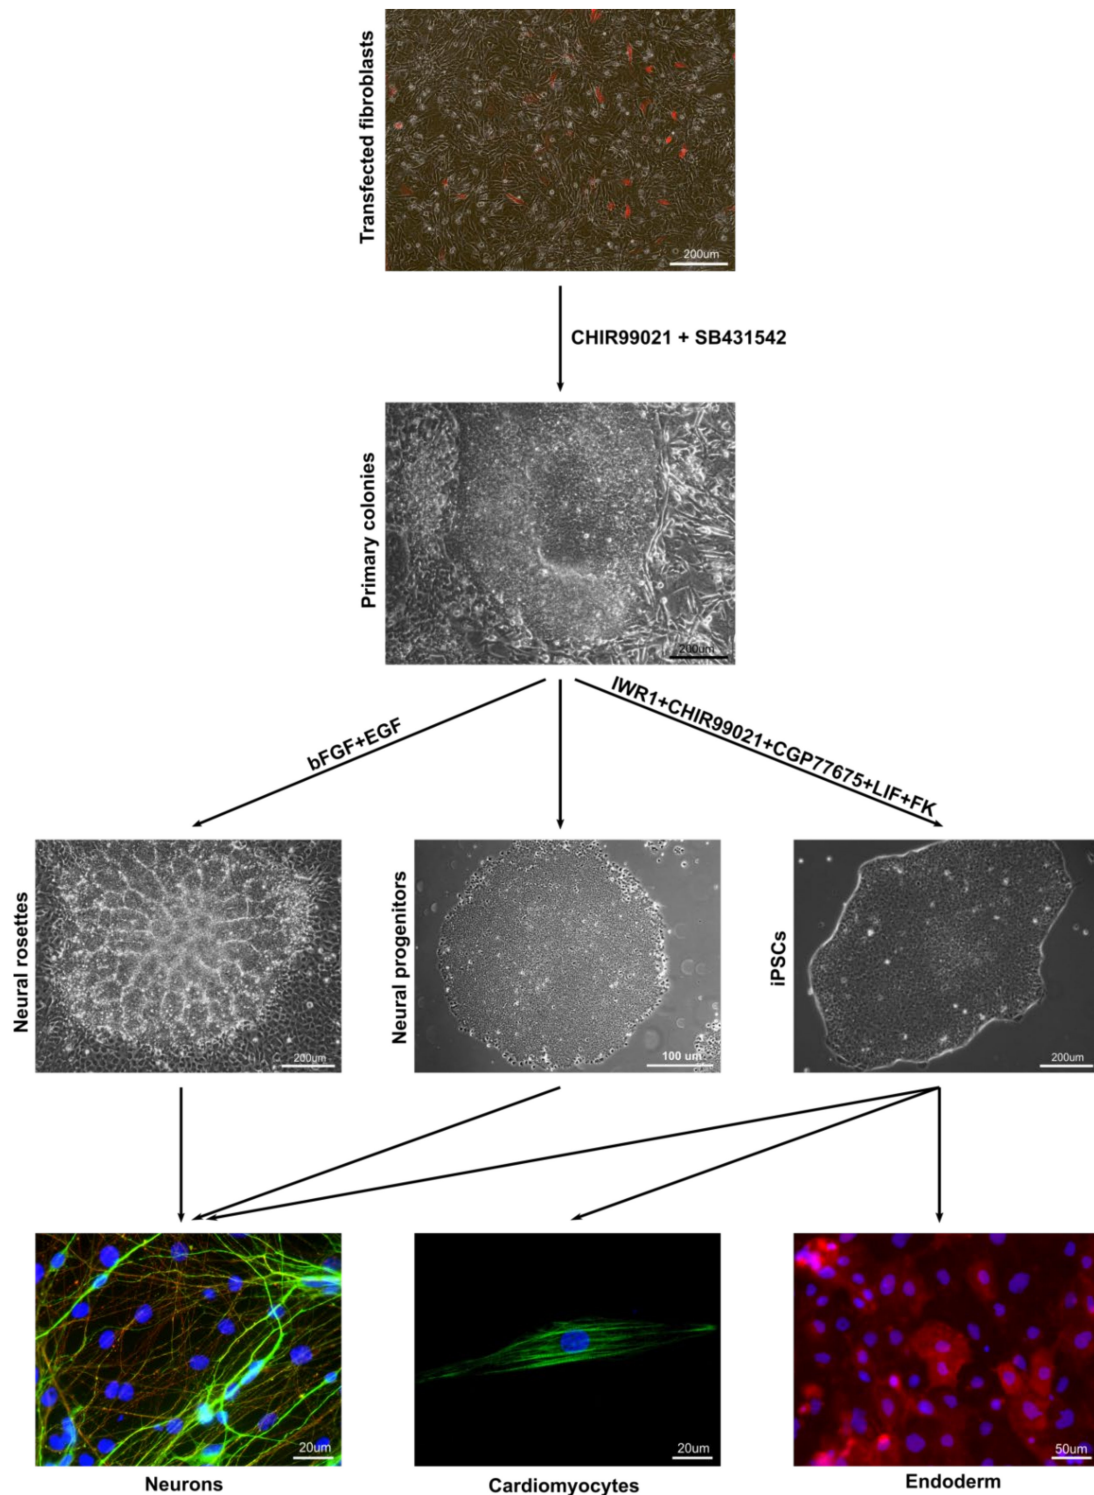 Transfected fibroblasts
200um
CHIR99021 + SB431542
Primary colonies
200um
bFGF+EGF
IWR1+CHIR99021+CGP77675+LIF+FK
Neural rosettes
200um
Neural progenitors
100 um
iPSCs
200um
20um
Neurons
20um
Cardiomyocytes
50um
Endoderm